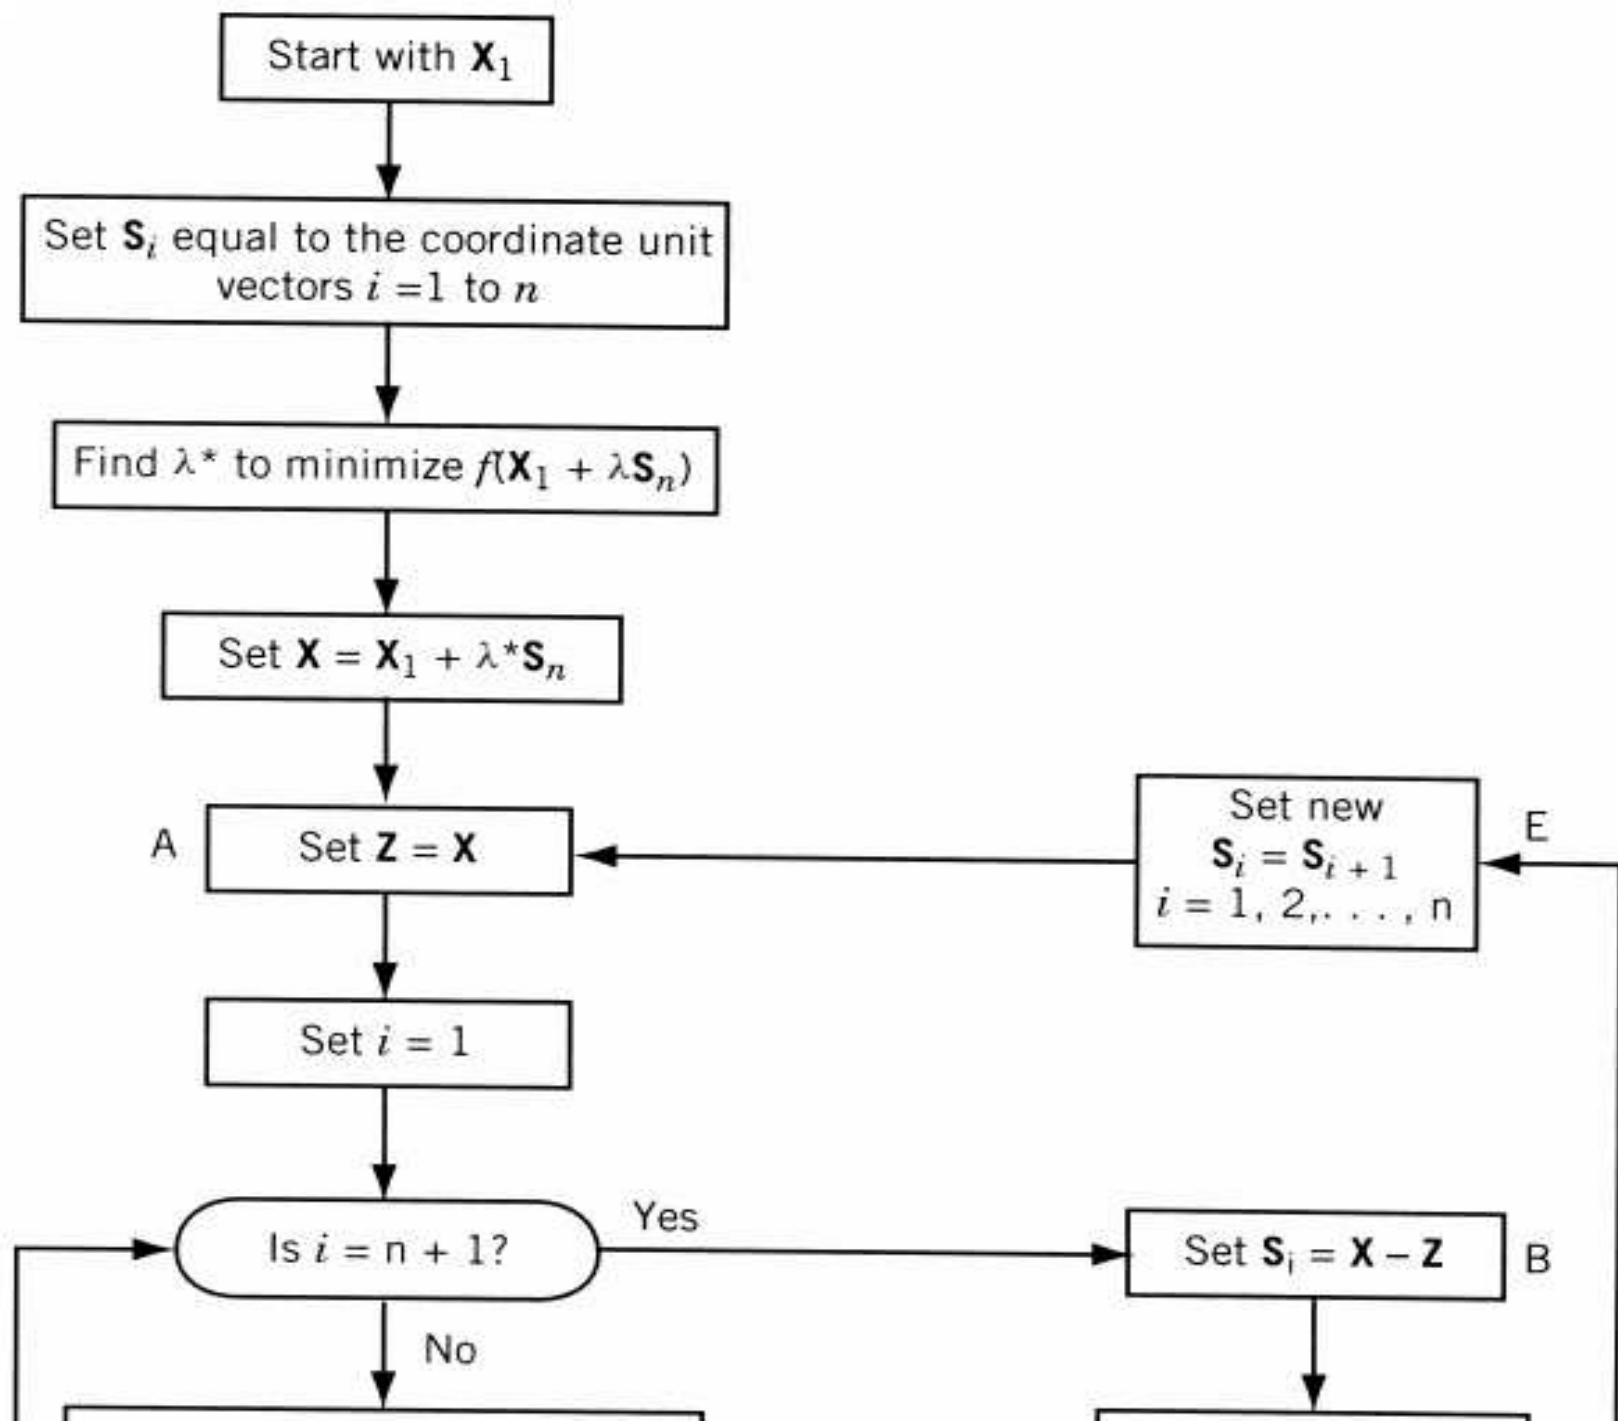 Start with X₁
Set Sᵢ equal to the coordinate unit
vectors i =1 to n
Find λ* to minimize f(X₁ + λSₙ)
Set X = X₁ + λ*Sₙ
A
Set Z = X
Set new
Sᵢ = Sᵢ ₊ ₁
i = 1, 2,. . . , n
E
Set i = 1
Is i = n + 1?
Yes
Set Sᵢ = X – Z
B
No